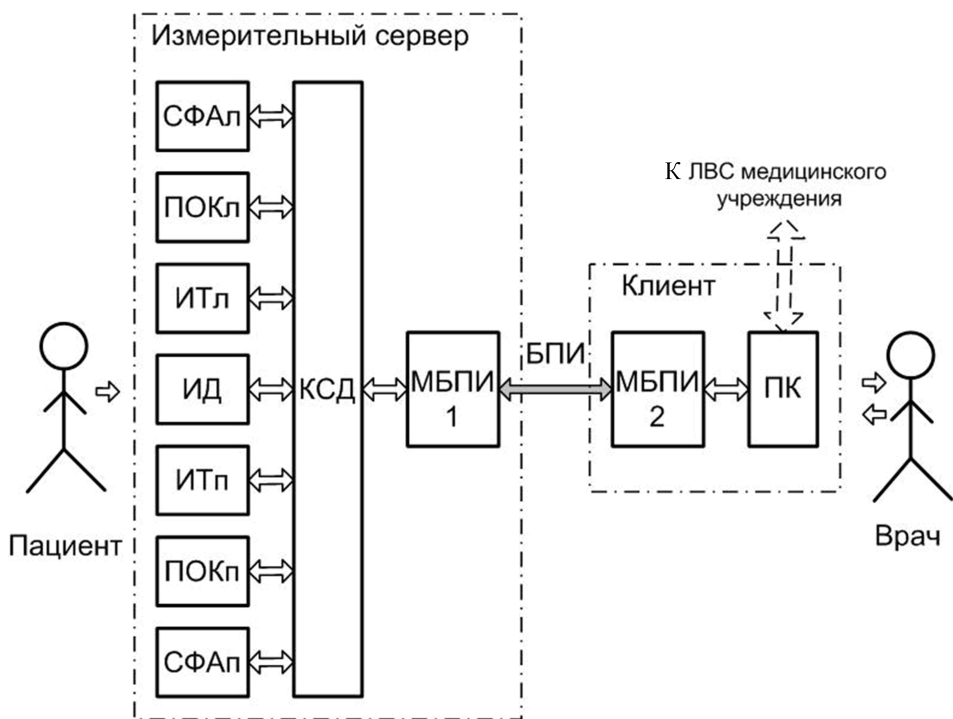 Измерительный сервер
СФАл
ПОКл
ИТл
ИД
ИТп
ПОКп
СФАп
КСД
МБПИ
1
БПИ
Клиент
МБПИ
2
ПК
К ЛВС медицинского
учреждения
Пациент
Врач